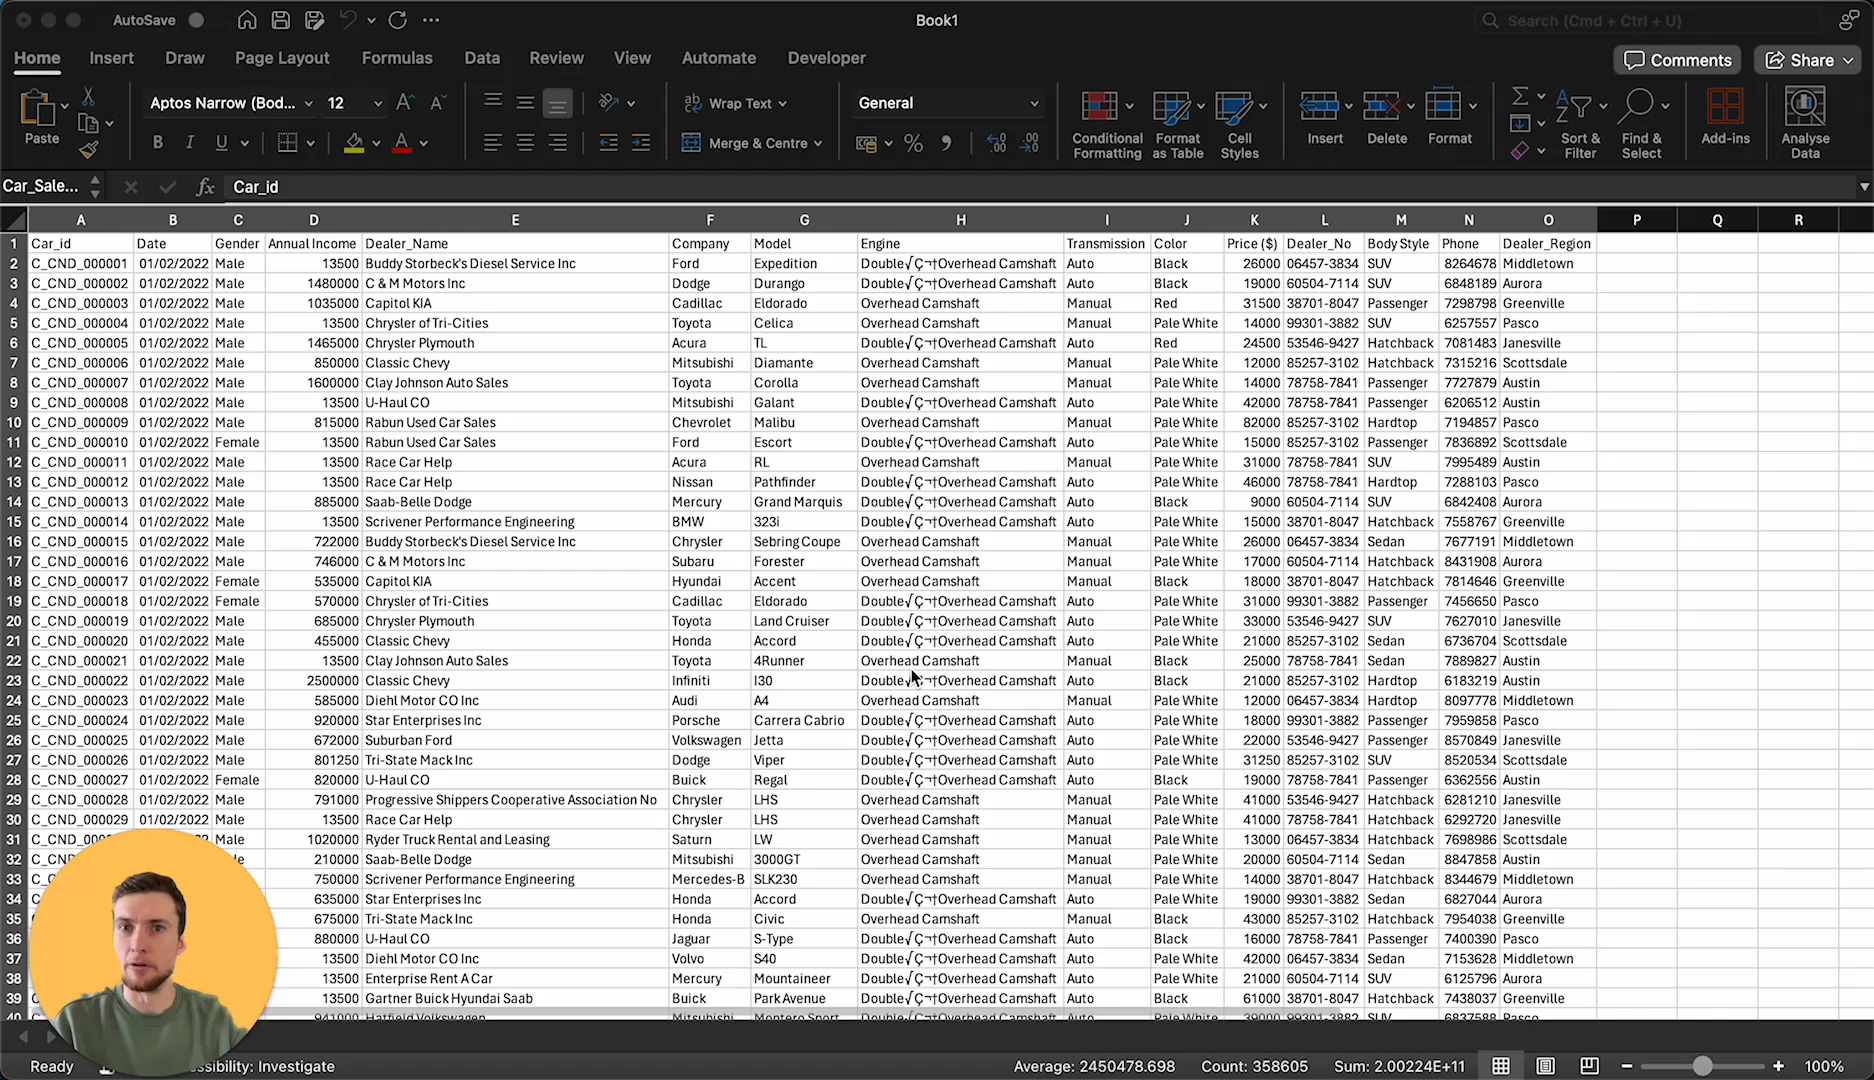 AutoSave
Book1
Search (Cmd + Ctrl + U)
Home Insert Draw Page Layout Formulas Data Review View Automate Developer
Comments Share
Paste
Aptos Narrow (Bod... 12
B I U
Wrap Text
Merge & Centre
General
Conditional Formatting
Format as Table
Cell Styles
Insert Delete Format
Sort & Filter
Find & Select
Add-ins
Analyse Data
Car_Sale... fx Car_id
A B C D E F G H I J K L M N O P Q R
1 Car_id Date Gender Annual Income Dealer_Name Company Model Engine Transmission Color Price ($) Dealer_No Body Style Phone Dealer_Region
2 C_CND_000001 01/02/2022 Male 13500 Buddy Storbeck's Diesel Service Inc Ford Expedition Double√Ç¬†Overhead Camshaft Auto Black 26000 06457-3834 SUV 8264678 Middletown
3 C_CND_000002 01/02/2022 Male 1480000 C & M Motors Inc Dodge Durango Double√Ç¬†Overhead Camshaft Auto Black 19000 60504-7114 SUV 6848189 Aurora
4 C_CND_000003 01/02/2022 Male 1035000 Capitol KIA Cadillac Eldorado Overhead Camshaft Manual Red 31500 38701-8047 Passenger 7298798 Greenville
5 C_CND_000004 01/02/2022 Male 13500 Chrysler of Tri-Cities Toyota Celica Overhead Camshaft Manual Pale White 14000 99301-3882 SUV 6257557 Pasco
6 C_CND_000005 01/02/2022 Male 1465000 Chrysler Plymouth Acura TL Double√Ç¬†Overhead Camshaft Auto Red 24500 53546-9427 Hatchback 7081483 Janesville
7 C_CND_000006 01/02/2022 Male 850000 Classic Chevy Mitsubishi Diamante Overhead Camshaft Manual Pale White 12000 85257-3102 Hatchback 7315216 Scottsdale
8 C_CND_000007 01/02/2022 Male 1600000 Clay Johnson Auto Sales Toyota Corolla Overhead Camshaft Manual Pale White 14000 78758-7841 Passenger 7727879 Austin
9 C_CND_000008 01/02/2022 Male 13500 U-Haul CO Mitsubishi Galant Double√Ç¬†Overhead Camshaft Auto Pale White 42000 78758-7841 Passenger 6206512 Austin
10 C_CND_000009 01/02/2022 Male 815000 Rabun Used Car Sales Chevrolet Malibu Overhead Camshaft Manual Pale White 82000 85257-3102 Hardtop 7194857 Pasco
11 C_CND_000010 01/02/2022 Female 13500 Rabun Used Car Sales Ford Escort Double√Ç¬†Overhead Camshaft Auto Pale White 15000 85257-3102 Passenger 7836892 Scottsdale
12 C_CND_000011 01/02/2022 Male 13500 Race Car Help Acura RL Overhead Camshaft Manual Pale White 31000 78758-7841 SUV 7995489 Austin
13 C_CND_000012 01/02/2022 Male 13500 Race Car Help Nissan Pathfinder Double√Ç¬†Overhead Camshaft Auto Pale White 46000 78758-7841 Hardtop 7288103 Pasco
14 C_CND_000013 01/02/2022 Male 885000 Saab-Belle Dodge Mercury Grand Marquis Double√Ç¬†Overhead Camshaft Auto Black 9000 60504-7114 SUV 6842408 Aurora
15 C_CND_000014 01/02/2022 Male 13500 Scrivener Performance Engineering BMW 323i Double√Ç¬†Overhead Camshaft Auto Pale White 15000 38701-8047 Hatchback 7558767 Greenville
16 C_CND_000015 01/02/2022 Male 722000 Buddy Storbeck's Diesel Service Inc Chrysler Sebring Coupe Overhead Camshaft Manual Pale White 26000 06457-3834 Sedan 7677191 Middletown
17 C_CND_000016 01/02/2022 Male 746000 C & M Motors Inc Subaru Forester Overhead Camshaft Manual Pale White 17000 60504-7114 Hatchback 8431908 Aurora
18 C_CND_000017 01/02/2022 Female 535000 Capitol KIA Hyundai Accent Overhead Camshaft Manual Black 18000 38701-8047 Hatchback 7814646 Greenville
19 C_CND_000018 01/02/2022 Female 570000 Chrysler of Tri-Cities Cadillac Eldorado Double√Ç¬†Overhead Camshaft Auto Pale White 31000 99301-3882 Passenger 7456650 Pasco
20 C_CND_000019 01/02/2022 Male 685000 Chrysler Plymouth Toyota Land Cruiser Double√Ç¬†Overhead Camshaft Auto Pale White 33000 53546-9427 SUV 7627010 Janesville
21 C_CND_000020 01/02/2022 Male 455000 Classic Chevy Honda Accord Double√Ç¬†Overhead Camshaft Auto Pale White 21000 85257-3102 Sedan 6736704 Scottsdale
22 C_CND_000021 01/02/2022 Male 13500 Clay Johnson Auto Sales Toyota 4Runner Overhead Camshaft Manual Black 25000 78758-7841 Sedan 7889827 Austin
23 C_CND_000022 01/02/2022 Male 2500000 Classic Chevy Infiniti I30 Double√Ç¬†Overhead Camshaft Auto Black 21000 85257-3102 Hardtop 6183219 Austin
24 C_CND_000023 01/02/2022 Male 585000 Diehl Motor CO Inc Audi A4 Overhead Camshaft Manual Pale White 12000 06457-3834 Hardtop 8097778 Middletown
25 C_CND_000024 01/02/2022 Male 920000 Star Enterprises Inc Porsche Carrera Cabrio Double√Ç¬†Overhead Camshaft Auto Pale White 18000 99301-3882 Passenger 7959858 Pasco
26 C_CND_000025 01/02/2022 Male 672000 Suburban Ford Volkswagen Jetta Double√Ç¬†Overhead Camshaft Auto Pale White 22000 53546-9427 Passenger 8570849 Janesville
27 C_CND_000026 01/02/2022 Male 801250 Tri-State Mack Inc Dodge Viper Double√Ç¬†Overhead Camshaft Auto Pale White 31250 85257-3102 SUV 8520534 Scottsdale
28 C_CND_000027 01/02/2022 Female 820000 U-Haul CO Buick Regal Double√Ç¬†Overhead Camshaft Auto Black 19000 78758-7841 Passenger 6362556 Austin
29 C_CND_000028 01/02/2022 Male 791000 Progressive Shippers Cooperative Association No Chrysler LHS Overhead Camshaft Manual Pale White 41000 53546-9427 Hatchback 6281210 Janesville
30 C_CND_000029 01/02/2022 Male 13500 Race Car Help Chrysler LHS Overhead Camshaft Manual Pale White 41000 78758-7841 Hatchback 6292720 Janesville
31 Male 1020000 Ryder Truck Rental and Leasing Saturn LW Overhead Camshaft Manual Pale White 13000 06457-3834 Hatchback 7698986 Scottsdale
32 210000 Saab-Belle Dodge Mitsubishi 3000GT Overhead Camshaft Manual Pale White 20000 60504-7114 Sedan 8847858 Austin
33 750000 Scrivener Performance Engineering Mercedes-B SLK230 Overhead Camshaft Manual Pale White 14000 38701-8047 Hatchback 8344679 Middletown
34 635000 Star Enterprises Inc Honda Accord Double√Ç¬†Overhead Camshaft Auto Pale White 19000 99301-3882 Sedan 6827044 Aurora
35 675000 Tri-State Mack Inc Honda Civic Overhead Camshaft Manual Black 43000 85257-3102 Hatchback 7954038 Greenville
36 880000 U-Haul CO Jaguar S-Type Double√Ç¬†Overhead Camshaft Auto Black 16000 78758-7841 Passenger 7400390 Pasco
37 13500 Diehl Motor CO Inc Volvo S40 Double√Ç¬†Overhead Camshaft Auto Pale White 42000 06457-3834 Sedan 7153628 Middletown
38 13500 Enterprise Rent A Car Mercury Mountaineer Double√Ç¬†Overhead Camshaft Auto Pale White 21000 60504-7114 SUV 6125796 Aurora
39 13500 Gartner Buick Hyundai Saab Buick Park Avenue Double√Ç¬†Overhead Camshaft Auto Black 61000 38701-8047 Hatchback 7438037 Greenville
40 941000 Hatfield Volkswagen Mitsubishi Montero Sport Double√Ç¬†Overhead Camshaft Auto Pale White 39000 99301-3882 SUV 6837588 Pasco
Ready Investigate Average: 2450478.698 Count: 358605 Sum: 2.00224E+11 100%